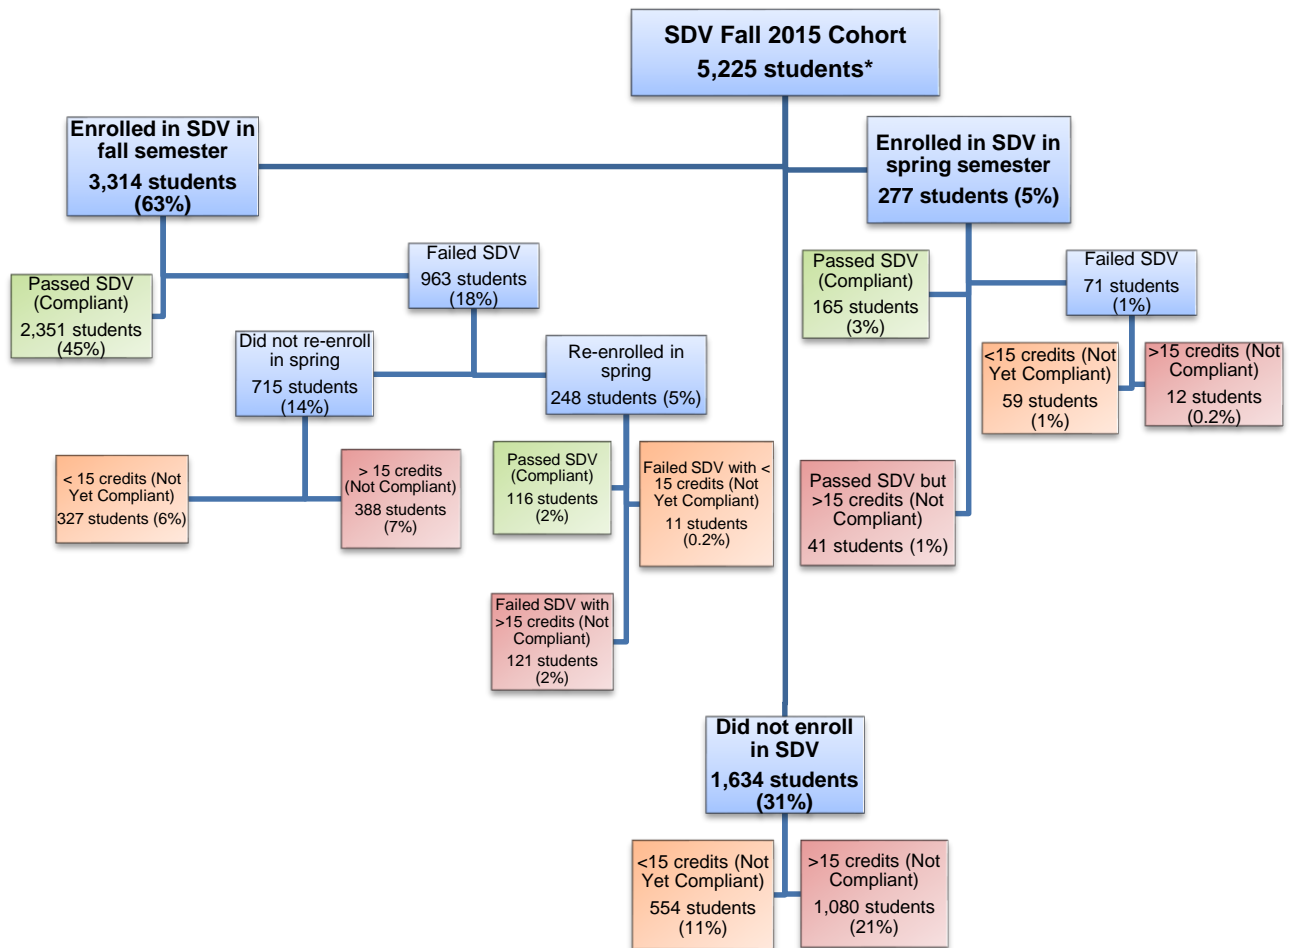 SDV Fall 2015 Cohort
5,225 students*
Enrolled in SDV in
fall semester
3,314 students
(63%)
Enrolled in SDV in
spring semester
277 students (5%)
Passed SDV
(Compliant)
2,351 students
(45%)
Failed SDV
963 students
(18%)
Did not re-enroll
in spring
715 students
(14%)
Re-enrolled in
spring
248 students (5%)
< 15 credits (Not
Yet Compliant)
327 students (6%)
> 15 credits
(Not Compliant)
388 students
(7%)
Passed SDV
(Compliant)
116 students
(2%)
Failed SDV with <
15 credits (Not
Yet Compliant)
11 students
(0.2%)
Failed SDV with
>15 credits (Not
Compliant)
121 students
(2%)
Passed SDV
(Compliant)
165 students
(3%)
Failed SDV
71 students
(1%)
<15 credits (Not
Yet Compliant)
59 students
(1%)
>15 credits (Not
Compliant)
12 students
(0.2%)
Passed SDV but
>15 credits (Not
Compliant)
41 students (1%)
Did not enroll
in SDV
1,634 students
(31%)
<15 credits (Not
Yet Compliant)
554 students
(11%)
>15 credits (Not
Compliant)
1,080 students
(21%)